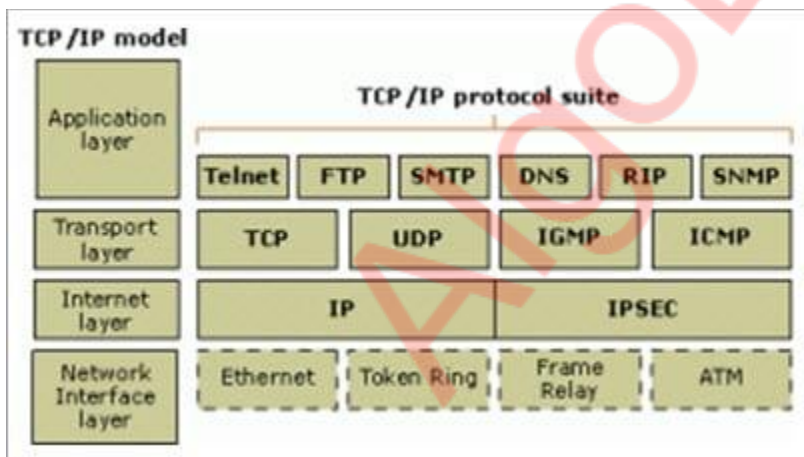 TCP/IP model
TCP/IP protocol suite
Application
layer
Telnet FTP SMTP DNS RIP SNMP
Transport
layer
TCP UDP IGMP ICMP
Internet
layer
IP IPSEC
Network
Interface
layer
Ethernet Token Ring Frame
Relay ATM